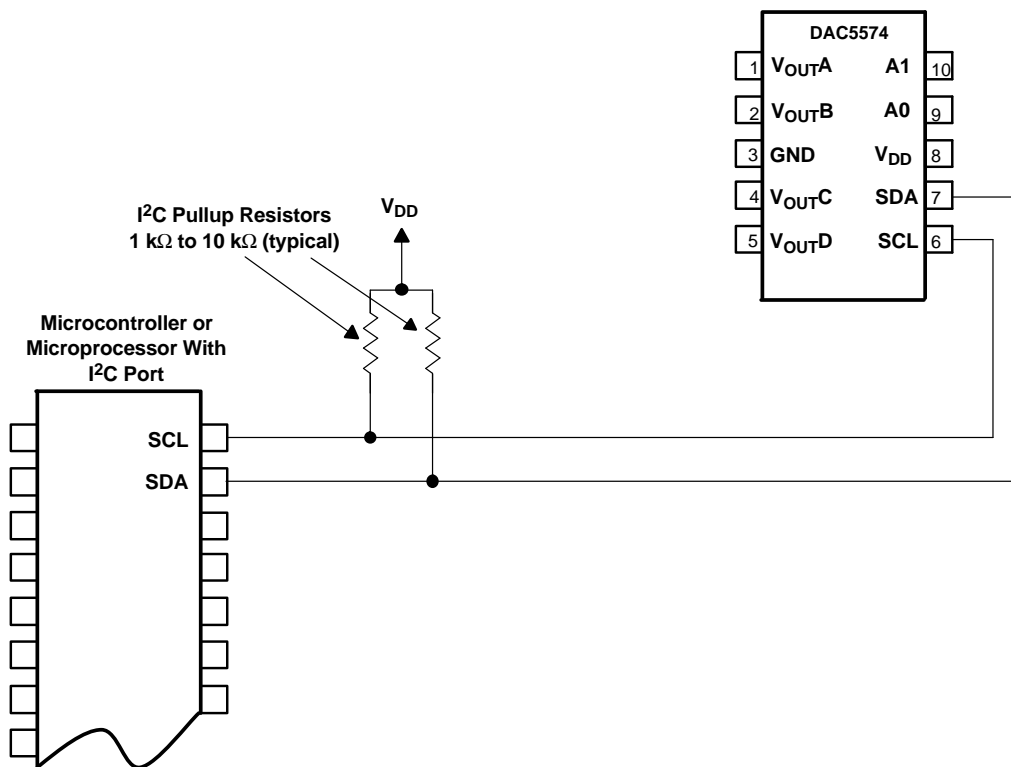 DAC5574
1 VOUTA A1 10
2 VOUTB A0 9
3 GND VDD 8
4 VOUTC SDA 7
5 VOUTD SCL 6
I²C Pullup Resistors
1 kΩ to 10 kΩ (typical)
VDD
Microcontroller or
Microprocessor With
I²C Port
SCL
SDA